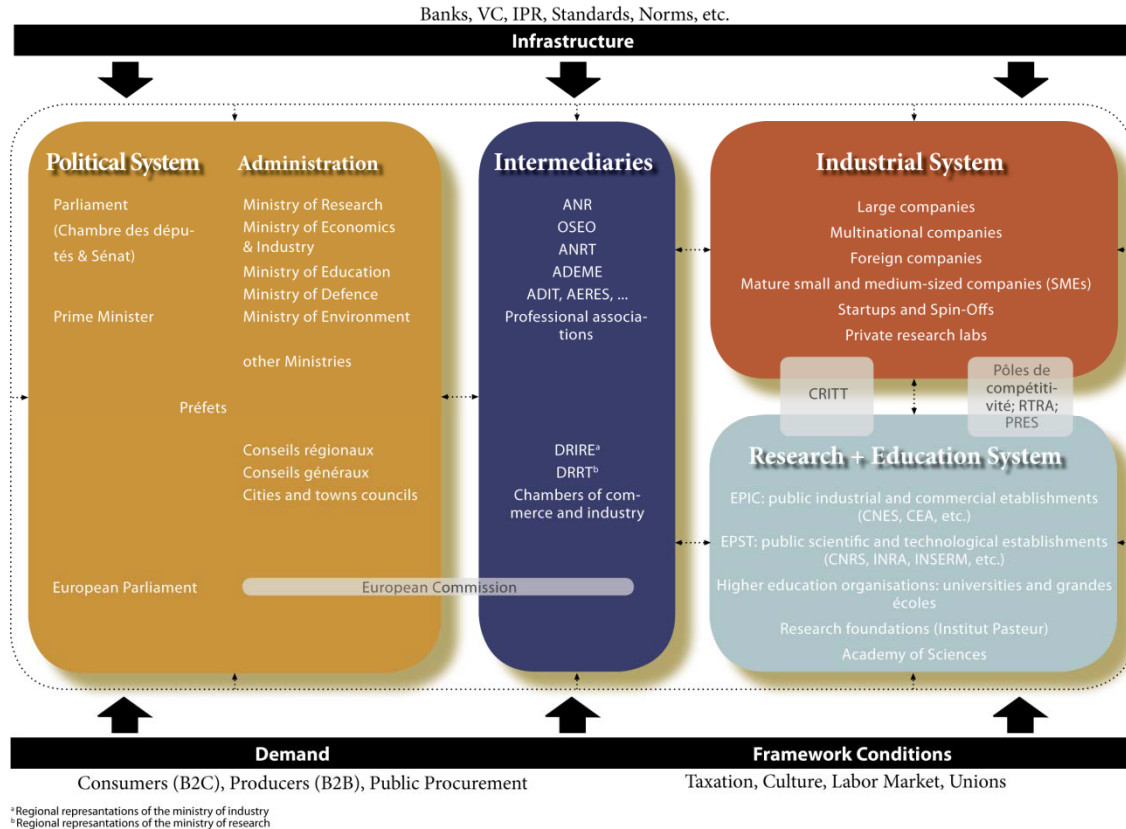 Banks, VC, IPR, Standards, Norms, etc.
Infrastructure
Political System
Administration
Parliament
(Chambre des dépu-
tés & Sénat)
Prime Minister
Ministry of Research
Ministry of Economics
& Industry
Ministry of Education
Ministry of Defence
Ministry of Environment
other Ministries
Préfets
Conseils régionaux
Conseils généraux
Cities and towns councils
European Parliament
European Commission
Intermediaries
ANR
OSEO
ANRT
ADEME
ADIT, AERES, ...
Professional associa-
tions
DRIREᵃ
DRRTᵇ
Chambers of com-
merce and industry
Industrial System
Large companies
Multinational companies
Foreign companies
Mature small and medium-sized companies (SMEs)
Startups and Spin-Offs
Private research labs
CRITT
Pôles de
compétiti-
vité; RTRA;
PRES
Research + Education System
EPIC: public industrial and commercial etablishments
(CNES, CEA, etc.)
EPST: public scientific and technological establishments
(CNRS, INRA, INSERM, etc.)
Higher education organisations: universities and grandes
écoles
Research foundations (Institut Pasteur)
Academy of Sciences
Demand
Framework Conditions
Consumers (B2C), Producers (B2B), Public Procurement
Taxation, Culture, Labor Market, Unions
ᵃ Regional represantations of the ministry of industry
ᵇ Regional represantations of the ministry of research